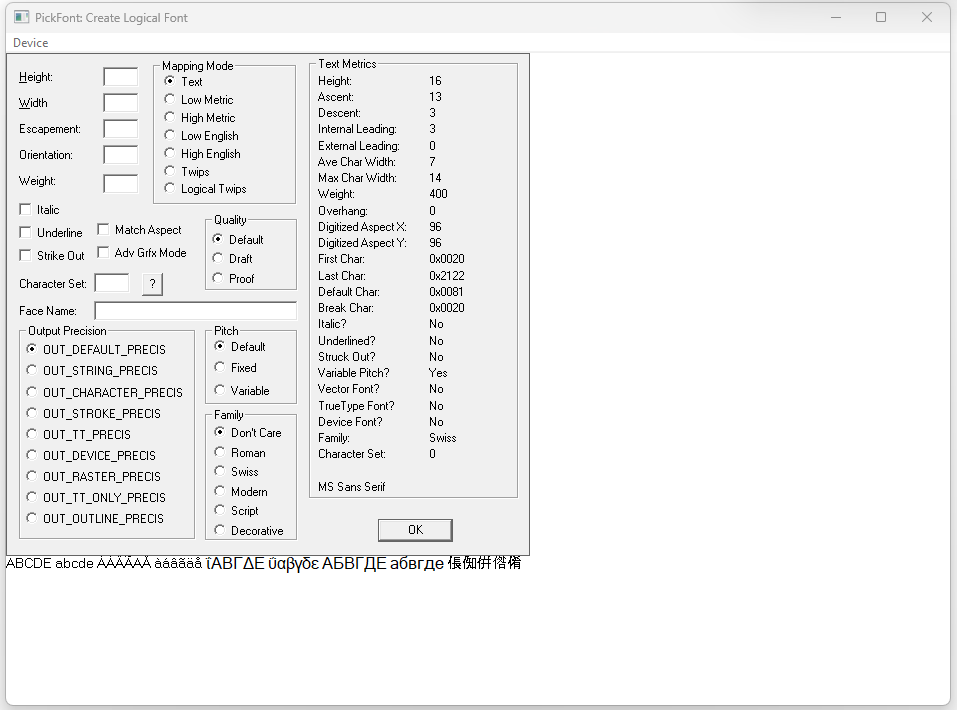 PickFont: Create Logical Font
Device
Height:
Width
Escapement:
Orientation:
Weight:
Mapping Mode
Text
Low Metric
High Metric
Low English
High English
Twips
Logical Twips
Italic
Underline
Strike Out
Match Aspect
Adv Grfx Mode
Quality
Default
Draft
Proof
Character Set:
?
Face Name:
Output Precision
OUT_DEFAULT_PRECIS
OUT_STRING_PRECIS
OUT_CHARACTER_PRECIS
OUT_STROKE_PRECIS
OUT_TT_PRECIS
OUT_DEVICE_PRECIS
OUT_RASTER_PRECIS
OUT_TT_ONLY_PRECIS
OUT_OUTLINE_PRECIS
Pitch
Default
Fixed
Variable
Family
Don't Care
Roman
Swiss
Modern
Script
Decorative
Text Metrics
Height: 16
Ascent: 13
Descent: 3
Internal Leading: 3
External Leading: 0
Ave Char Width: 7
Max Char Width: 14
Weight: 400
Overhang: 0
Digitized Aspect X: 96
Digitized Aspect Y: 96
First Char: 0x0020
Last Char: 0x2122
Default Char: 0x0081
Break Char: 0x0020
Italic? No
Underlined? No
Struck Out? No
Variable Pitch? Yes
Vector Font? No
TrueType Font? No
Device Font? No
Family: Swiss
Character Set: 0
MS Sans Serif
OK
ABCDE abcde ÀÁÂÃÄÅ àáâãäå ΐΑΒΓΔΕ ΰαβγδε АБВГДЕ абвгде